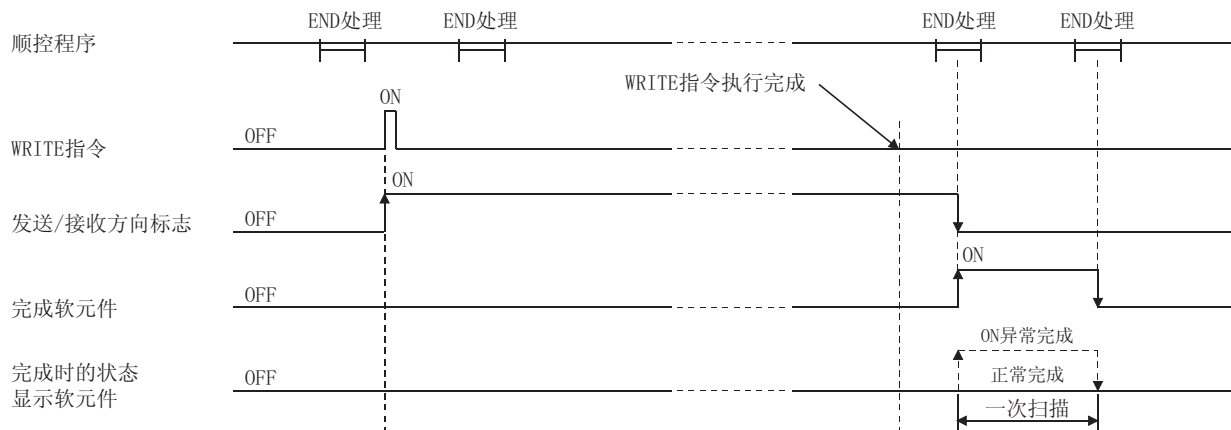 END处理 END处理 END处理 END处理
顺控程序
WRITE指令执行完成
ON
OFF
WRITE指令
ON
OFF
发送/接收方向标志
ON
OFF
完成软元件
ON异常完成
完成时的状态
显示软元件
OFF
正常完成
一次扫描